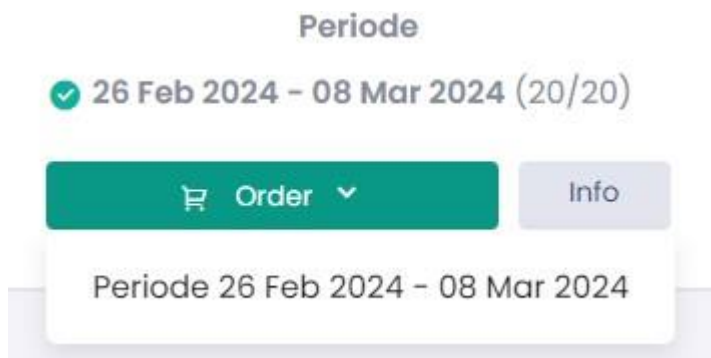 Periode
26 Feb 2024 - 08 Mar 2024 (20/20)
Order
Info
Periode 26 Feb 2024 - 08 Mar 2024